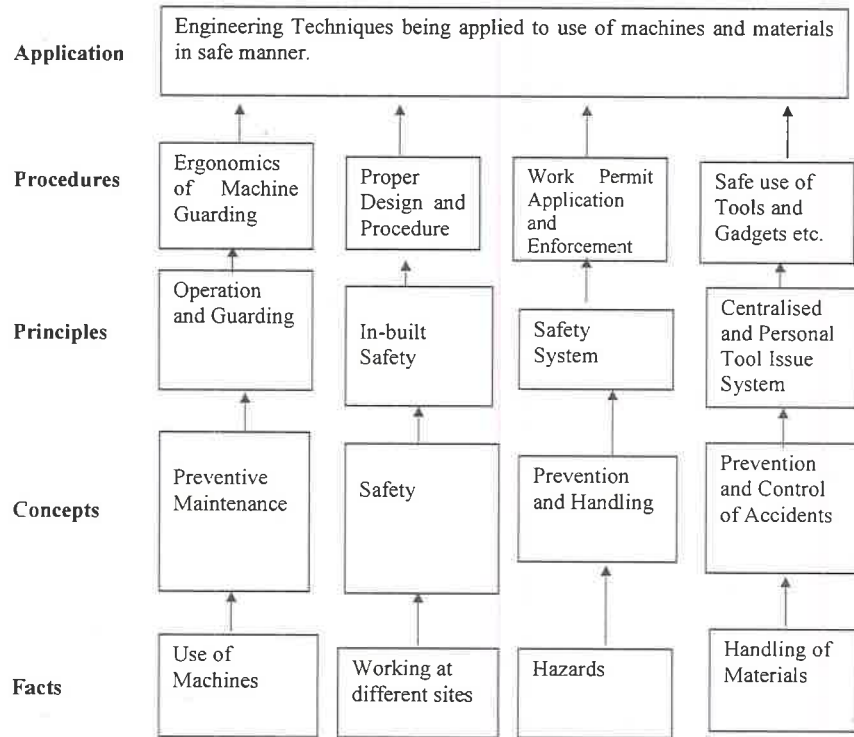 Application
Engineering Techniques being applied to use of machines and materials
in safe manner.
Procedures
Ergonomics
of Machine
Guarding
Proper
Design and
Procedure
Work Permit
Application
and
Enforcement
Safe use of
Tools and
Gadgets etc.
Principles
Operation
and Guarding
In-built
Safety
Safety
System
Centralised
and Personal
Tool Issue
System
Concepts
Preventive
Maintenance
Safety
Prevention
and Handling
Prevention
and Control
of Accidents
Facts
Use of
Machines
Working at
different sites
Hazards
Handling of
Materials